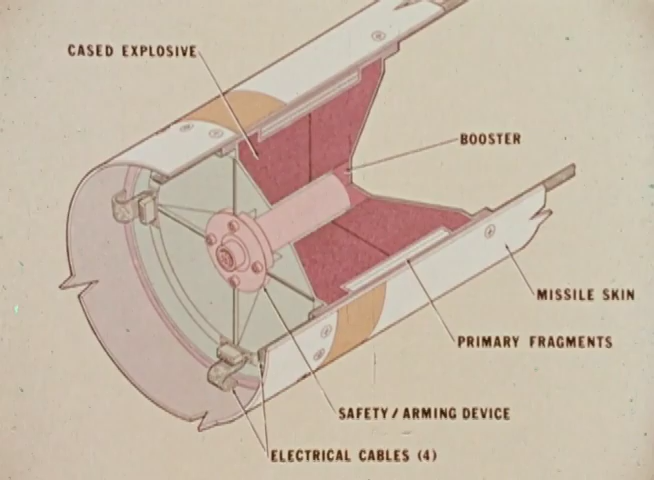 CASED EXPLOSIVE
BOOSTER
MISSILE SKIN
PRIMARY FRAGMENTS
SAFETY/ARMING DEVICE
ELECTRICAL CABLES (4)